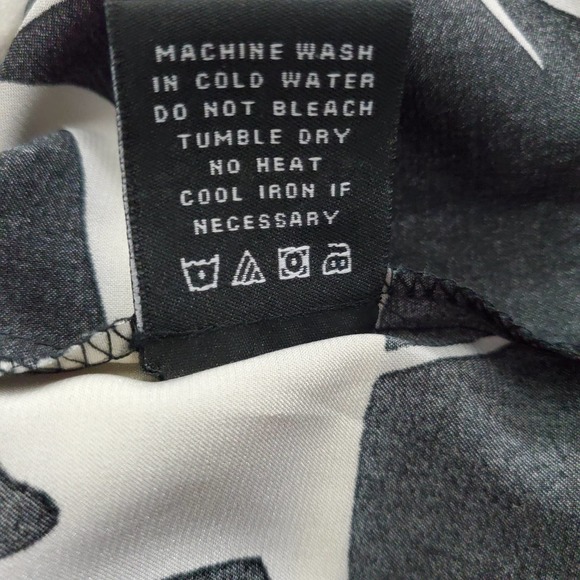 MACHINE WASH
IN COLD WATER
DO NOT BLEACH
TUMBLE DRY
NO HEAT
COOL IRON IF
NECESSARY